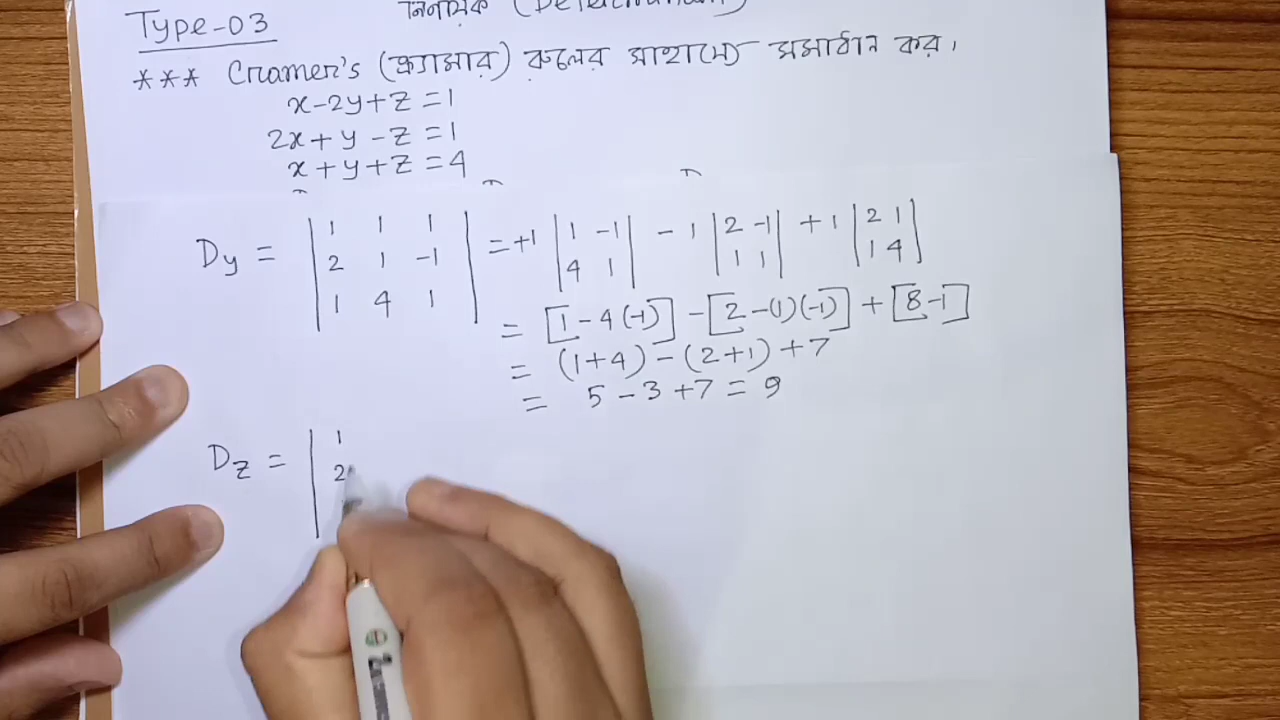 নির্ণায়ক (Determinant)
Type-03
*** Cramer's (ক্র্যামার) রুলের সাহায্যে সমাধান কর।
x-2y+z=1
2x+y-z=1
x+y+z=4
Dy = | 1 1 1 | = +1 | 1 -1 | - 1 | 2 -1 | + 1 | 2 1 |
| 2 1 -1 | | 4 1 | | 1 1 | | 1 4 |
| 1 4 1 |
= [1-4(-1)] - [2-(1)(-1)] + [8-1]
= (1+4) - (2+1) + 7
= 5 - 3 + 7 = 9
Dz = | 1
2